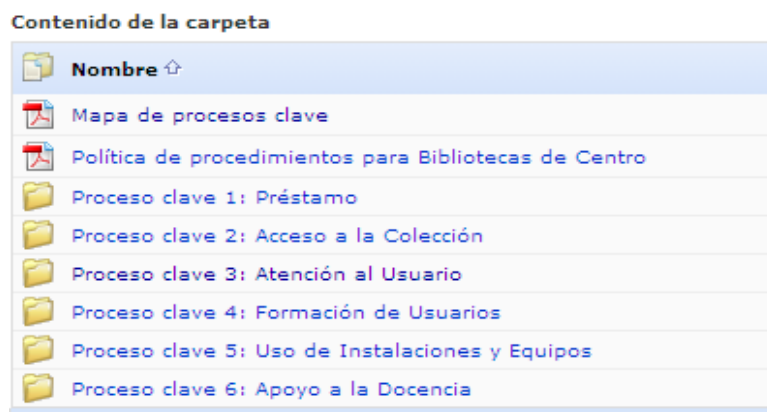 Contenido de la carpeta
Nombre
Mapa de procesos clave
Política de procedimientos para Bibliotecas de Centro
Proceso clave 1: Préstamo
Proceso clave 2: Acceso a la Colección
Proceso clave 3: Atención al Usuario
Proceso clave 4: Formación de Usuarios
Proceso clave 5: Uso de Instalaciones y Equipos
Proceso clave 6: Apoyo a la Docencia